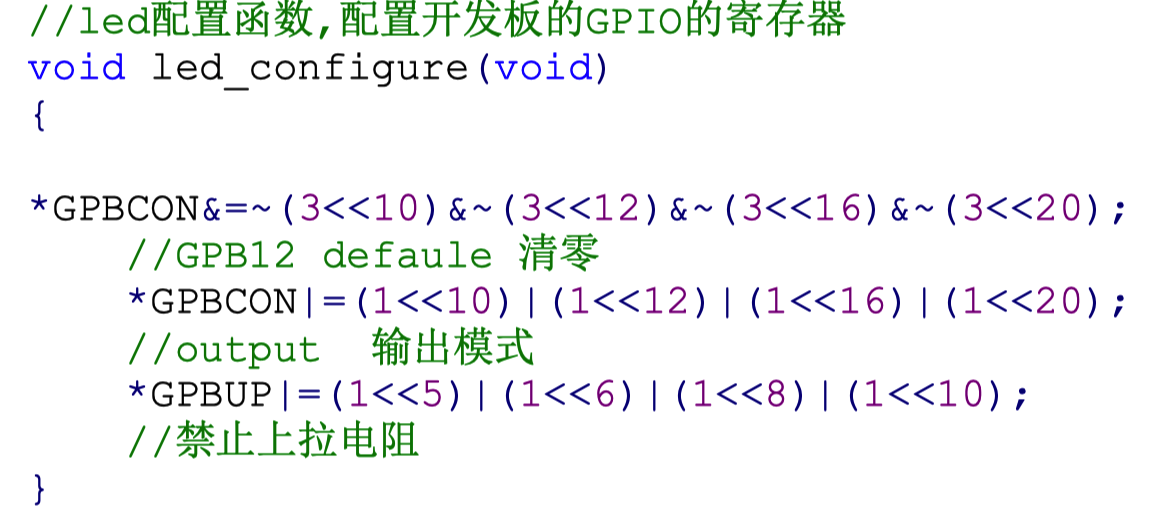 //led配置函数,配置开发板的GPIO的寄存器
void led_configure(void)
{
*GPBCON&=~(3<<10)&~(3<<12)&~(3<<16)&~(3<<20);
//GPB12 defaule 清零
*GPBCON|=(1<<10)|(1<<12)|(1<<16)|(1<<20);
//output  输出模式
*GPBUP|=(1<<5)|(1<<6)|(1<<8)|(1<<10);
//禁止上拉电阻
}